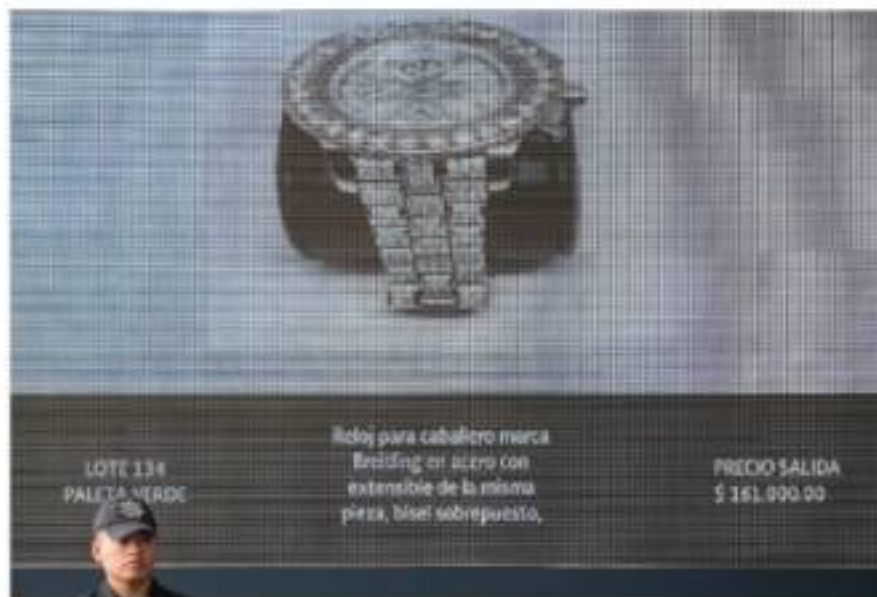 LOTE 134
PALETA VERDE
Reloj para caballero marca
Breitling en acero con
extensible de la misma
pieza, bisel sobrepuesto,
PRECIO SALIDA
$ 161,000.00